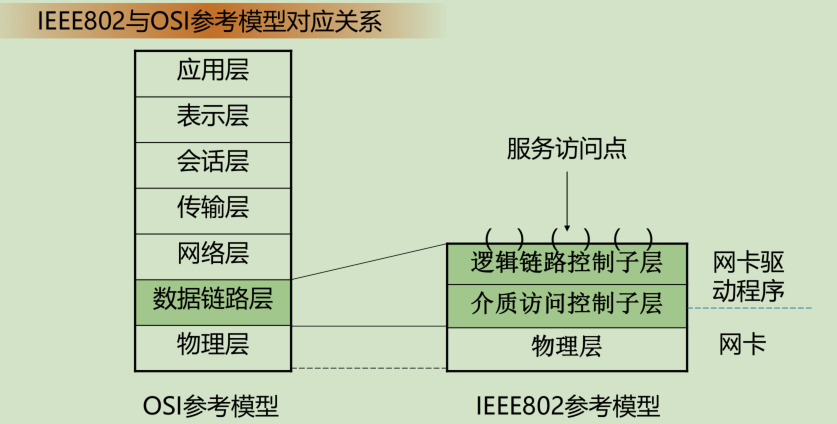 IEEE802与OSI参考模型对应关系
应用层
表示层
会话层
传输层
网络层
数据链路层
物理层
OSI参考模型
服务访问点
( ) ( ) ( )
逻辑链路控制子层
介质访问控制子层
物理层
IEEE802参考模型
网卡驱
动程序
网卡